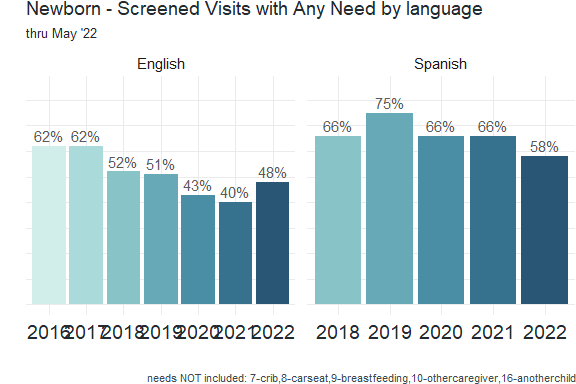 Newborn - Screened Visits with Any Need by language
thru May '22
English
Spanish
62%
62%
52%
51%
43%
40%
48%
66%
75%
66%
66%
58%
2016 2017 2018 2019 2020 2021 2022
2018 2019 2020 2021 2022
needs NOT included: 7-crib,8-carseat,9-breastfeeding,10-othercaregiver,16-anotherchild